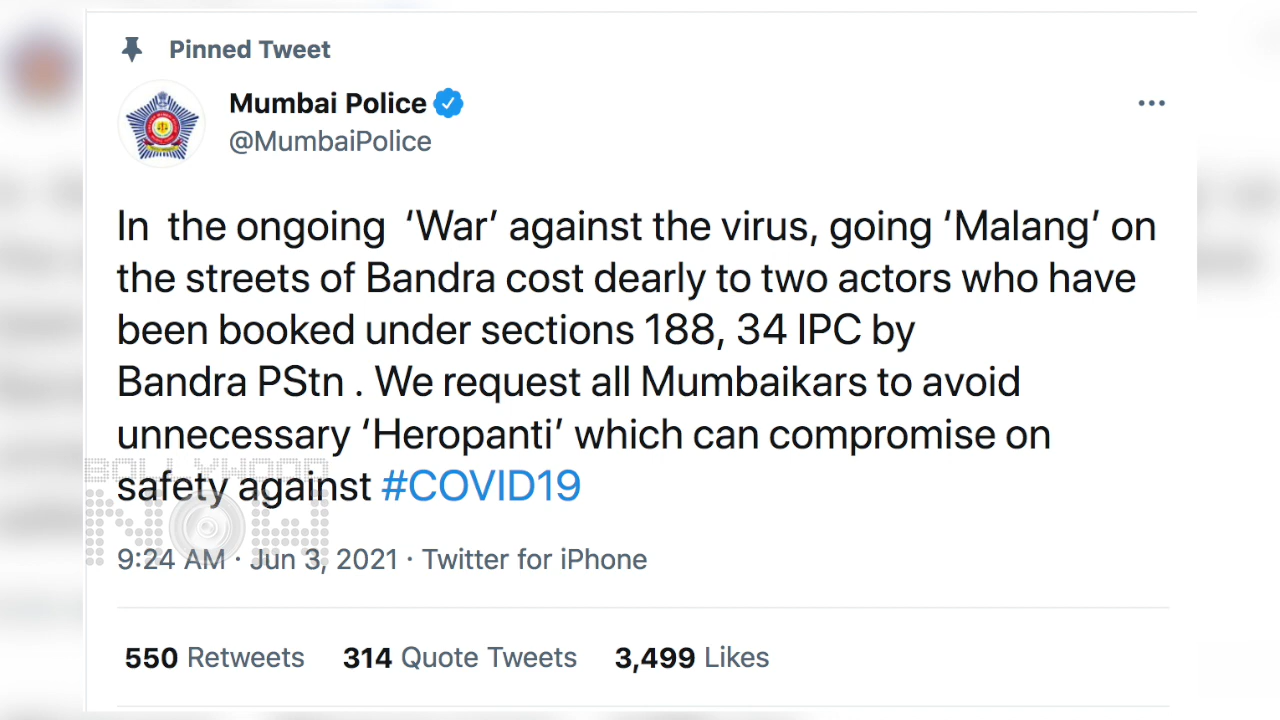 Pinned Tweet
Mumbai Police
@MumbaiPolice
In  the ongoing  ‘War’ against the virus, going ‘Malang’ on
the streets of Bandra cost dearly to two actors who have
been booked under sections 188, 34 IPC by
Bandra PStn . We request all Mumbaikars to avoid
unnecessary ‘Heropanti’ which can compromise on
safety against #COVID19
BOLLYWOOD
NOW
9:24 AM · Jun 3, 2021 · Twitter for iPhone
550 Retweets 314 Quote Tweets 3,499 Likes